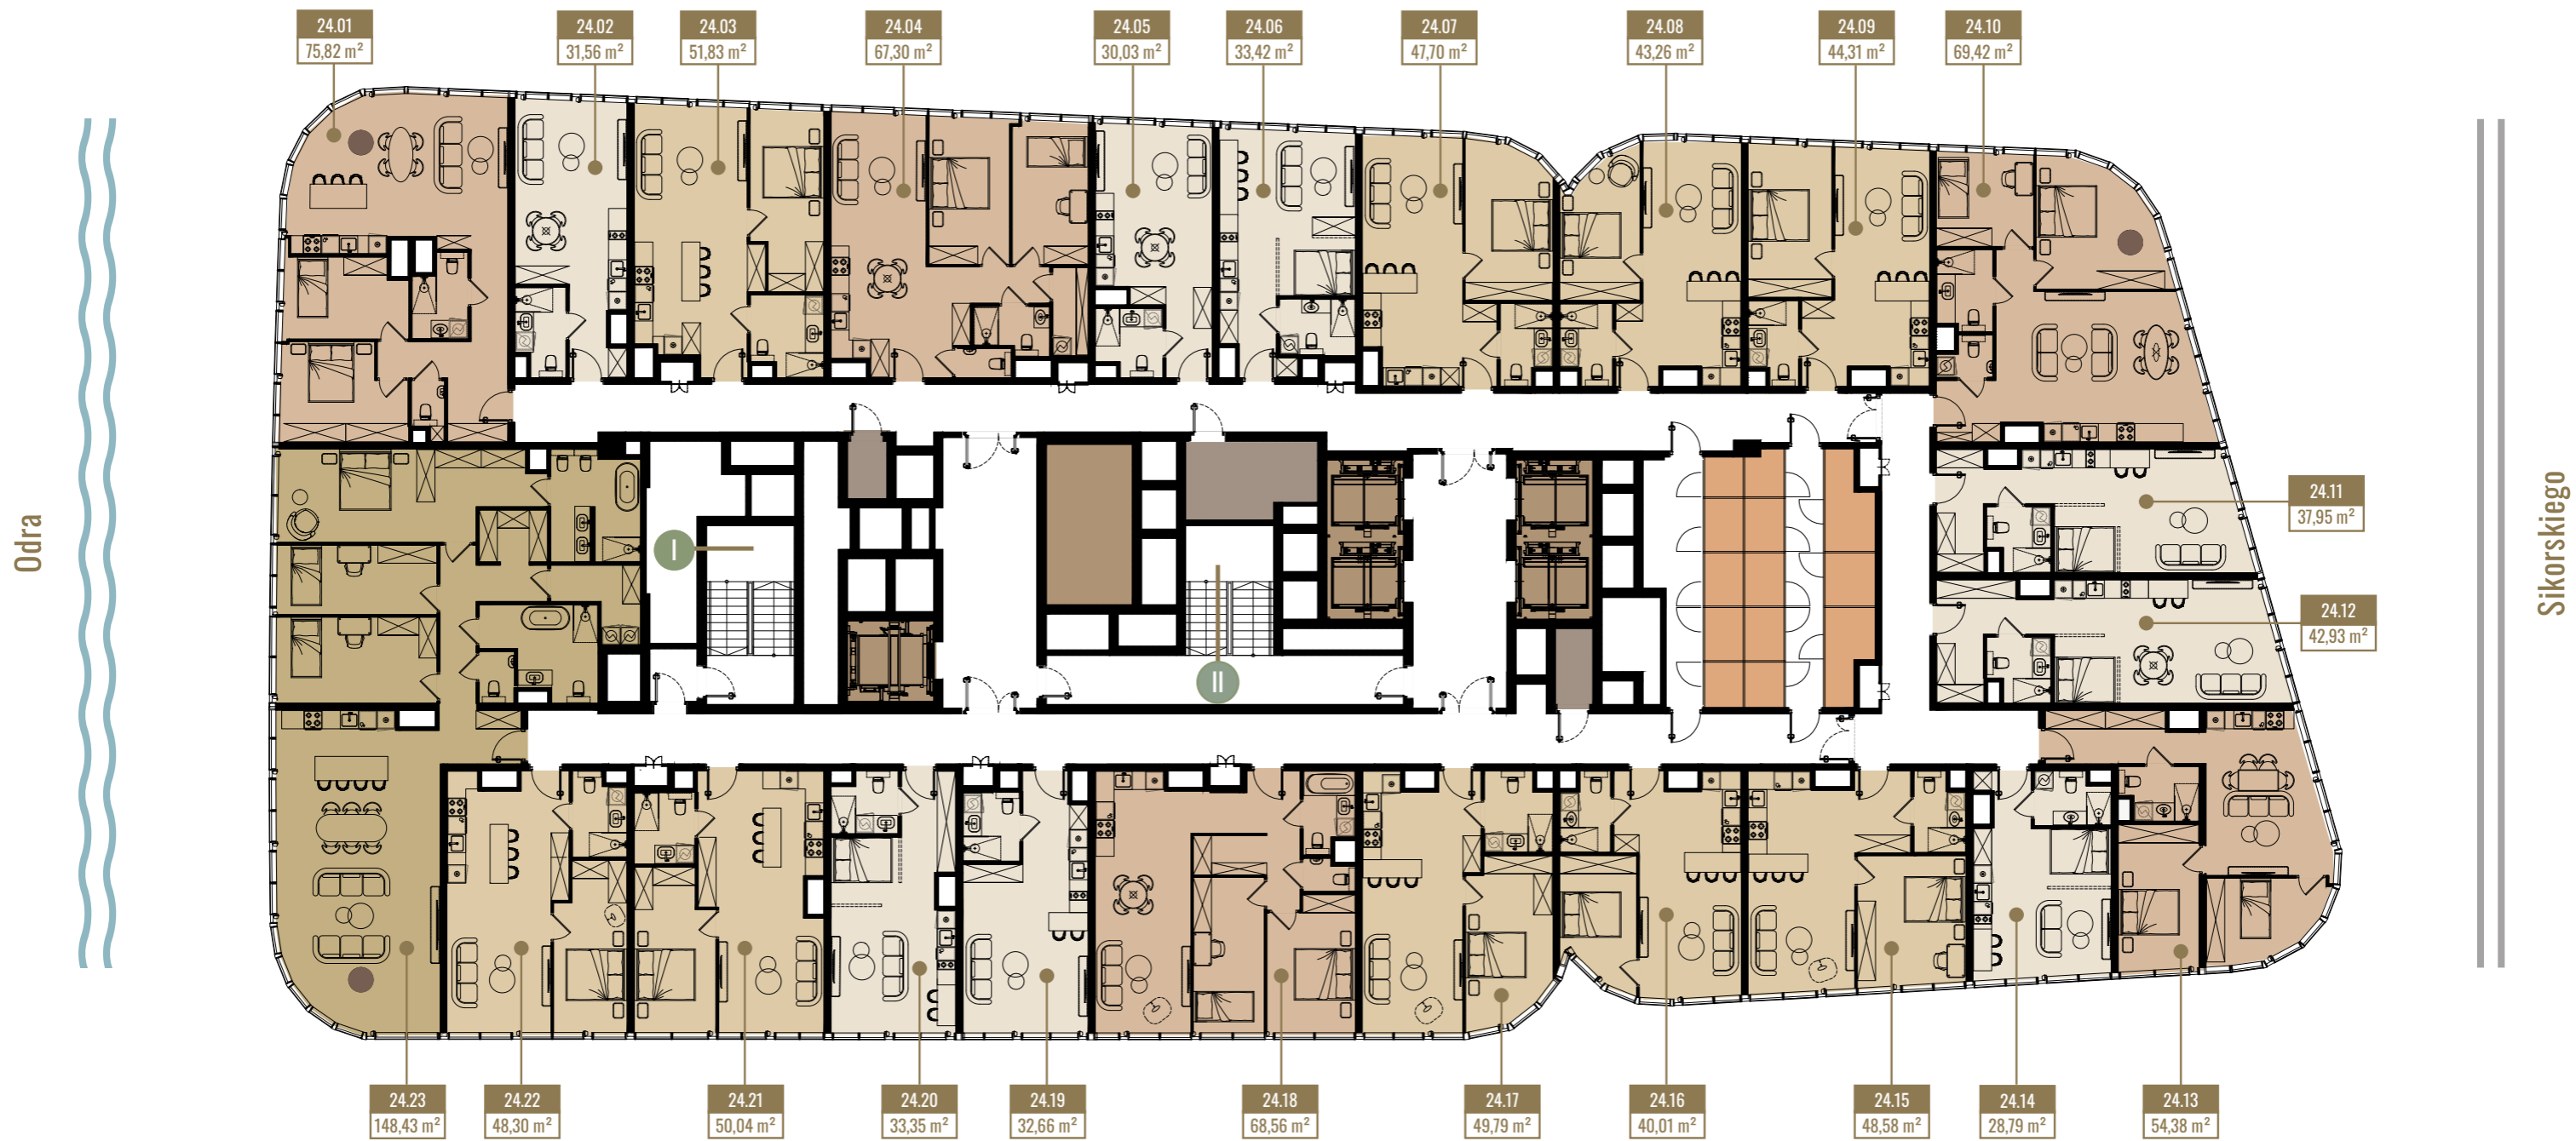 24.01
75,82 m²
24.02
31,56 m²
24.03
51,83 m²
24.04
67,30 m²
24.05
30,03 m²
24.06
33,42 m²
24.07
47,70 m²
24.08
43,26 m²
24.09
44,31 m²
24.10
69,42 m²
Odra
Sikorskiego
24.11
37,95 m²
24.12
42,93 m²
I
II
24.23
148,43 m²
24.22
48,30 m²
24.21
50,04 m²
24.20
33,35 m²
24.19
32,66 m²
24.18
68,56 m²
24.17
49,79 m²
24.16
40,01 m²
24.15
48,58 m²
24.14
28,79 m²
24.13
54,38 m²